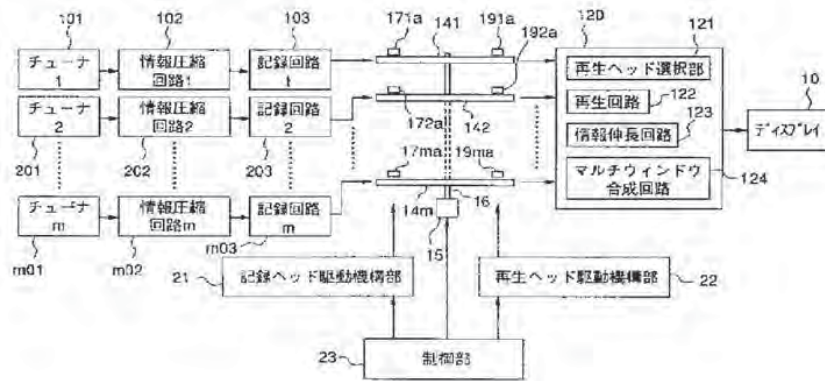 101
102
103
171a
141
191a
192a
120
121
チューナ
1
情報圧縮
回路1
記録回路
1
再生ヘッド選択部
チューナ
2
情報圧縮
回路2
記録回路
2
172a
142
再生回路
122
123
10
情報伸長回路
ディスプレイ
201
202
203
17ma
19ma
マルチウィンドウ
合成回路
124
チューナ
m
情報圧縮
回路m
記録回路
m
14m
16
15
m01
m02
m03
21
記録ヘッド駆動機構部
再生ヘッド駆動機構部
22
23
制御部